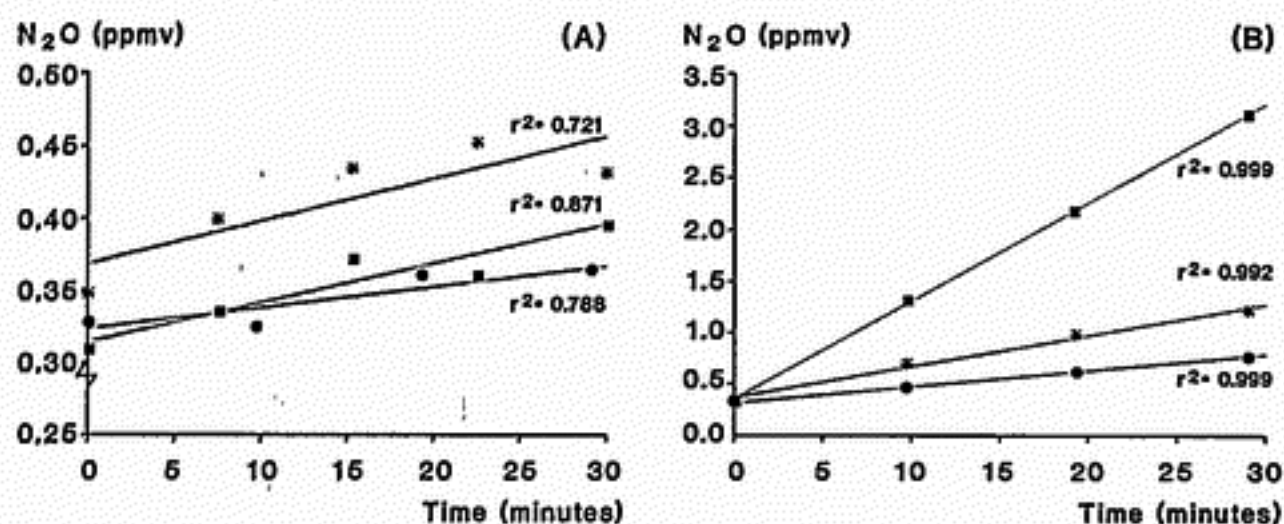 N2O (ppmv) (A)
0,50
0,45
0,40
0,35
0,30
0,25
r2= 0.721
r2= 0.871
r2= 0.788
0 5 10 15 20 25 30
Time (minutes)
N2O (ppmv) (B)
3.5
3.0
2.5
2.0
1.5
1.0
0.5
0.0
r2= 0.999
r2= 0.992
r2= 0.999
0 5 10 15 20 25 30
Time (minutes)